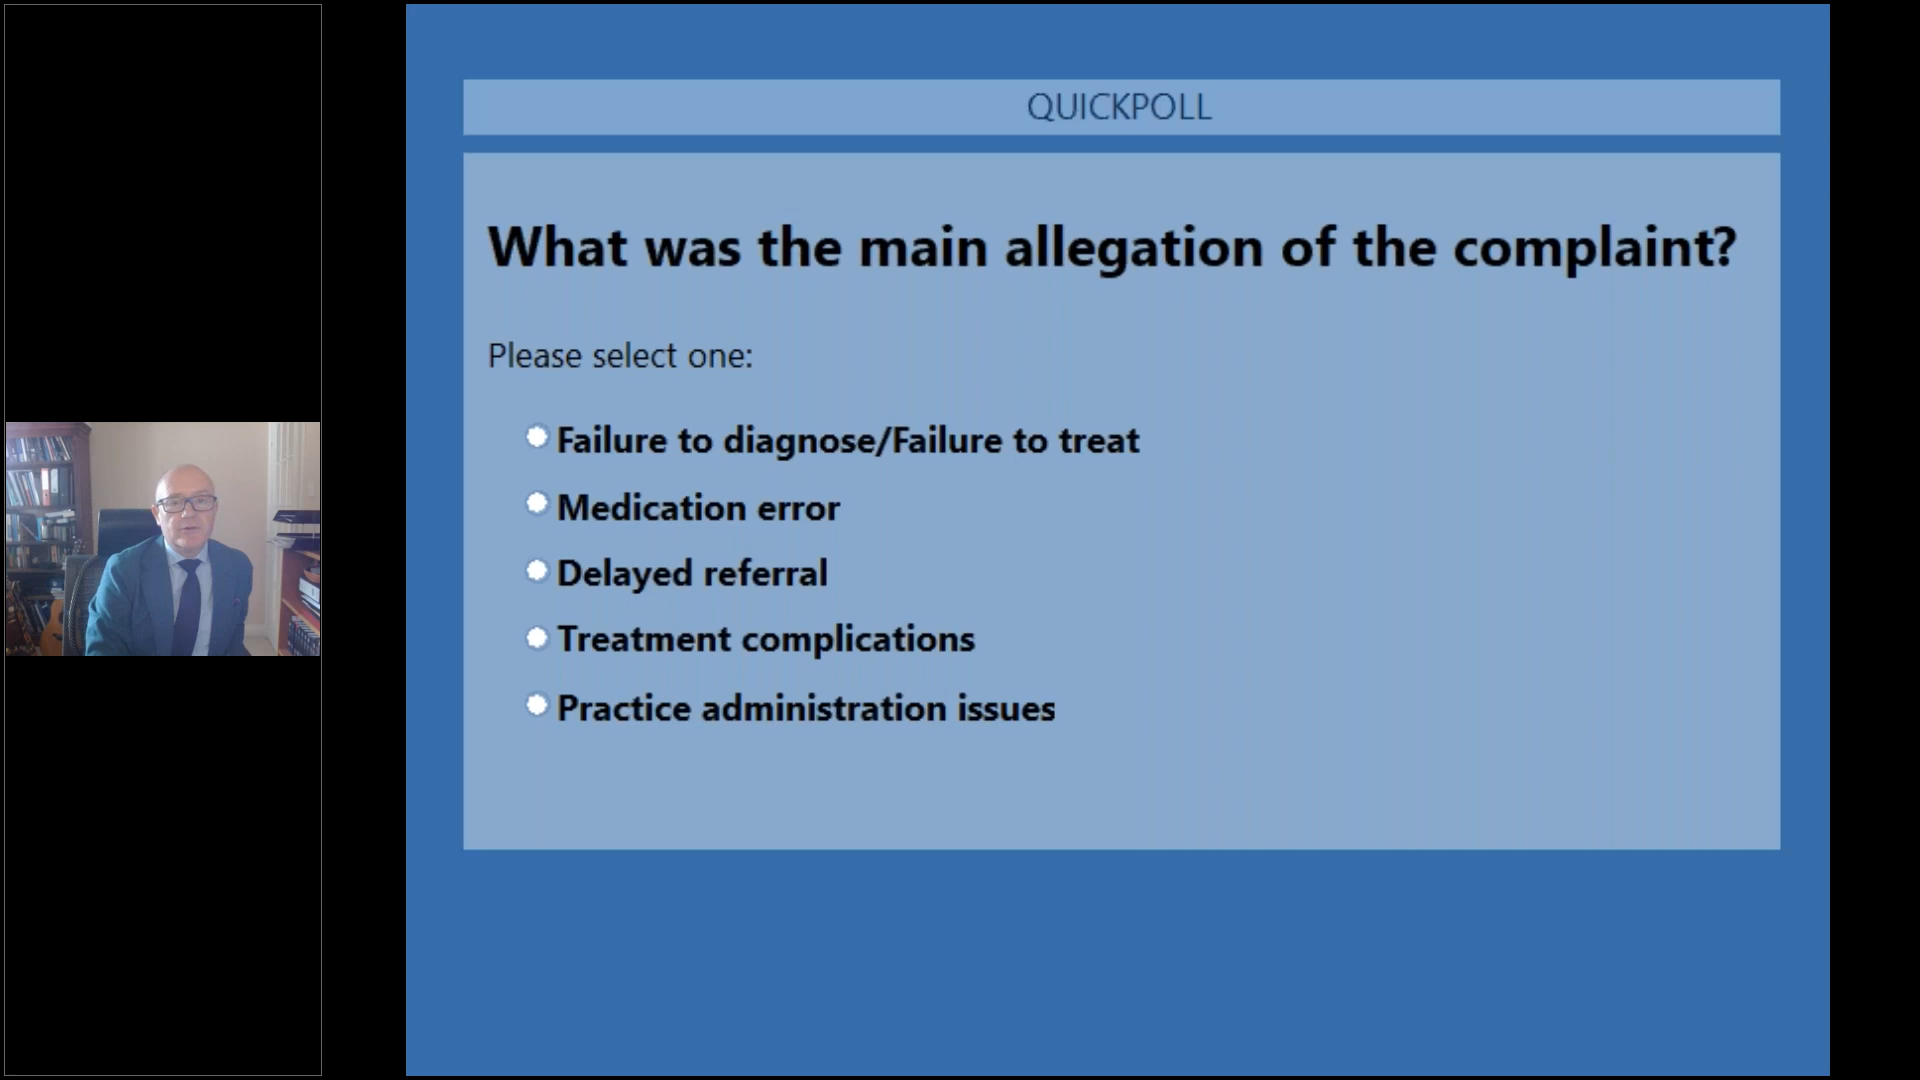 QUICKPOLL
What was the main allegation of the complaint?
Please select one:
Failure to diagnose/Failure to treat
Medication error
Delayed referral
Treatment complications
Practice administration issues